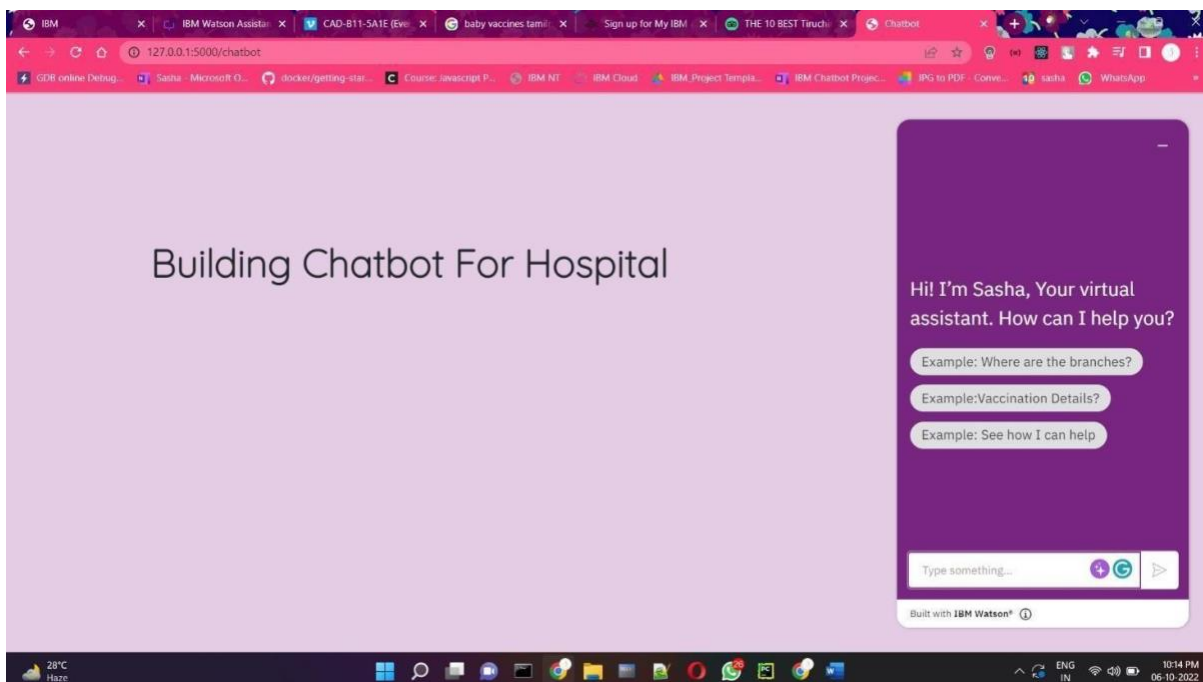 IBM
IBM Watson Assistan
CAD-B11-5A1E (Eve
baby vaccines tamil
Sign up for My IBM
THE 10 BEST Tiruchi
Chatbot
127.0.0.1:5000/chatbot
GDB online Debug...
Sasha - Microsoft O...
docker/getting-star...
Course: Javascript P...
IBM NT
IBM Cloud
IBM_Project Templa...
IBM Chatbot Projec...
JPG to PDF - Conve...
sasha
WhatsApp
Building Chatbot For Hospital
Hi! I'm Sasha, Your virtual
assistant. How can I help you?
Example: Where are the branches?
Example:Vaccination Details?
Example: See how I can help
Type something...
Built with IBM Watson®
28°C
Haze
ENG
IN
10:14 PM
06-10-2022